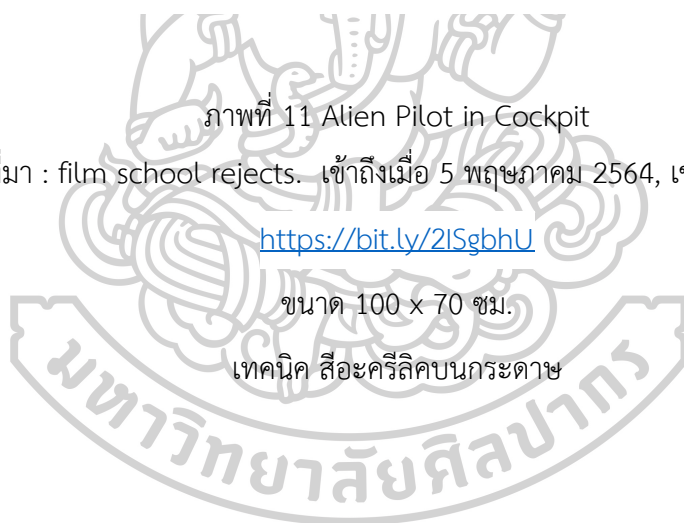 ภาพที่ 11 Alien Pilot in Cockpit
มา : film school rejects. เข้าถึงเมื่อ 5 พฤษภาคม 2564,
https://bit.ly/2ISgbhU
ขนาด 100 x 70 ซม.
เทคนิค สีอะครีลิคบนกระดาษ
มหาวิทยาลัยศิลปากร